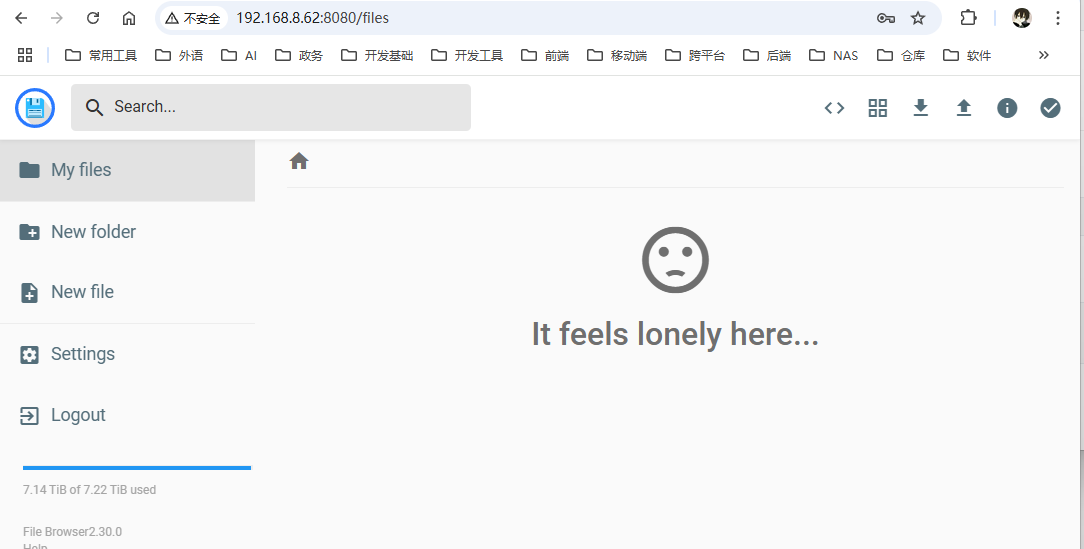 不安全 192.168.8.62:8080/files
常用工具 外语 AI 政务 开发基础 开发工具 前端 移动端 跨平台 后端 NAS 仓库 软件 »
Search...
My files
New folder
New file
Settings
Logout
7.14 TiB of 7.22 TiB used
File Browser2.30.0
Help
It feels lonely here...